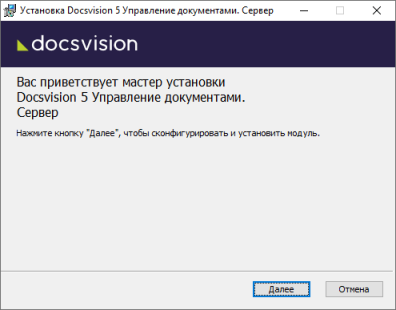 Установка Docsvision 5 Управление документами. Сервер
docsvision
Вас приветствует мастер установки
Docsvision 5 Управление документами.
Сервер
Нажмите кнопку "Далее", чтобы сконфигурировать и установить модуль.
Далее
Отмена